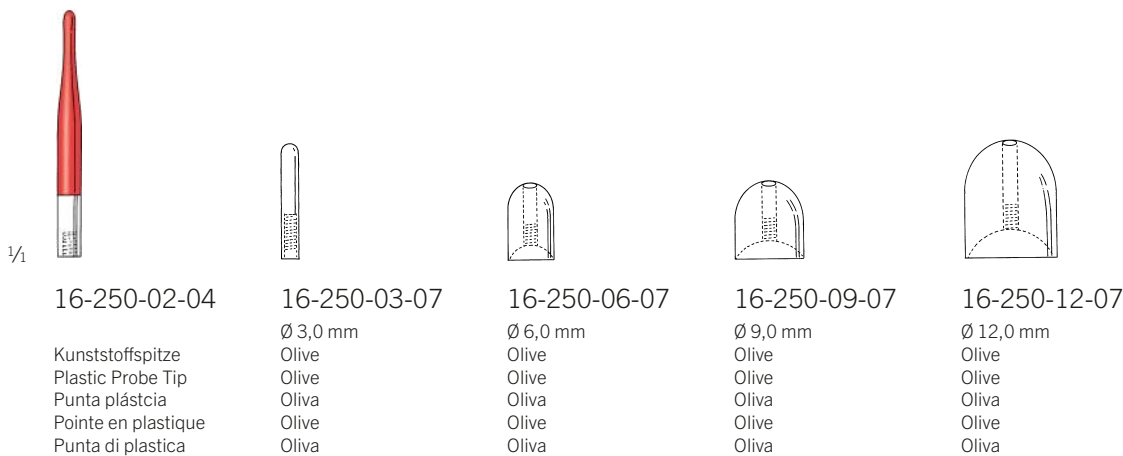 1/1
16-250-02-04
Kunststoffspitze
Plastic Probe Tip
Punta plástcia
Pointe en plastique
Punta di plastica
16-250-03-07
Ø 3,0 mm
Olive
Olive
Oliva
Olive
Oliva
16-250-06-07
Ø 6,0 mm
Olive
Olive
Oliva
Olive
Oliva
16-250-09-07
Ø 9,0 mm
Olive
Olive
Oliva
Olive
Oliva
16-250-12-07
Ø 12,0 mm
Olive
Olive
Oliva
Olive
Oliva